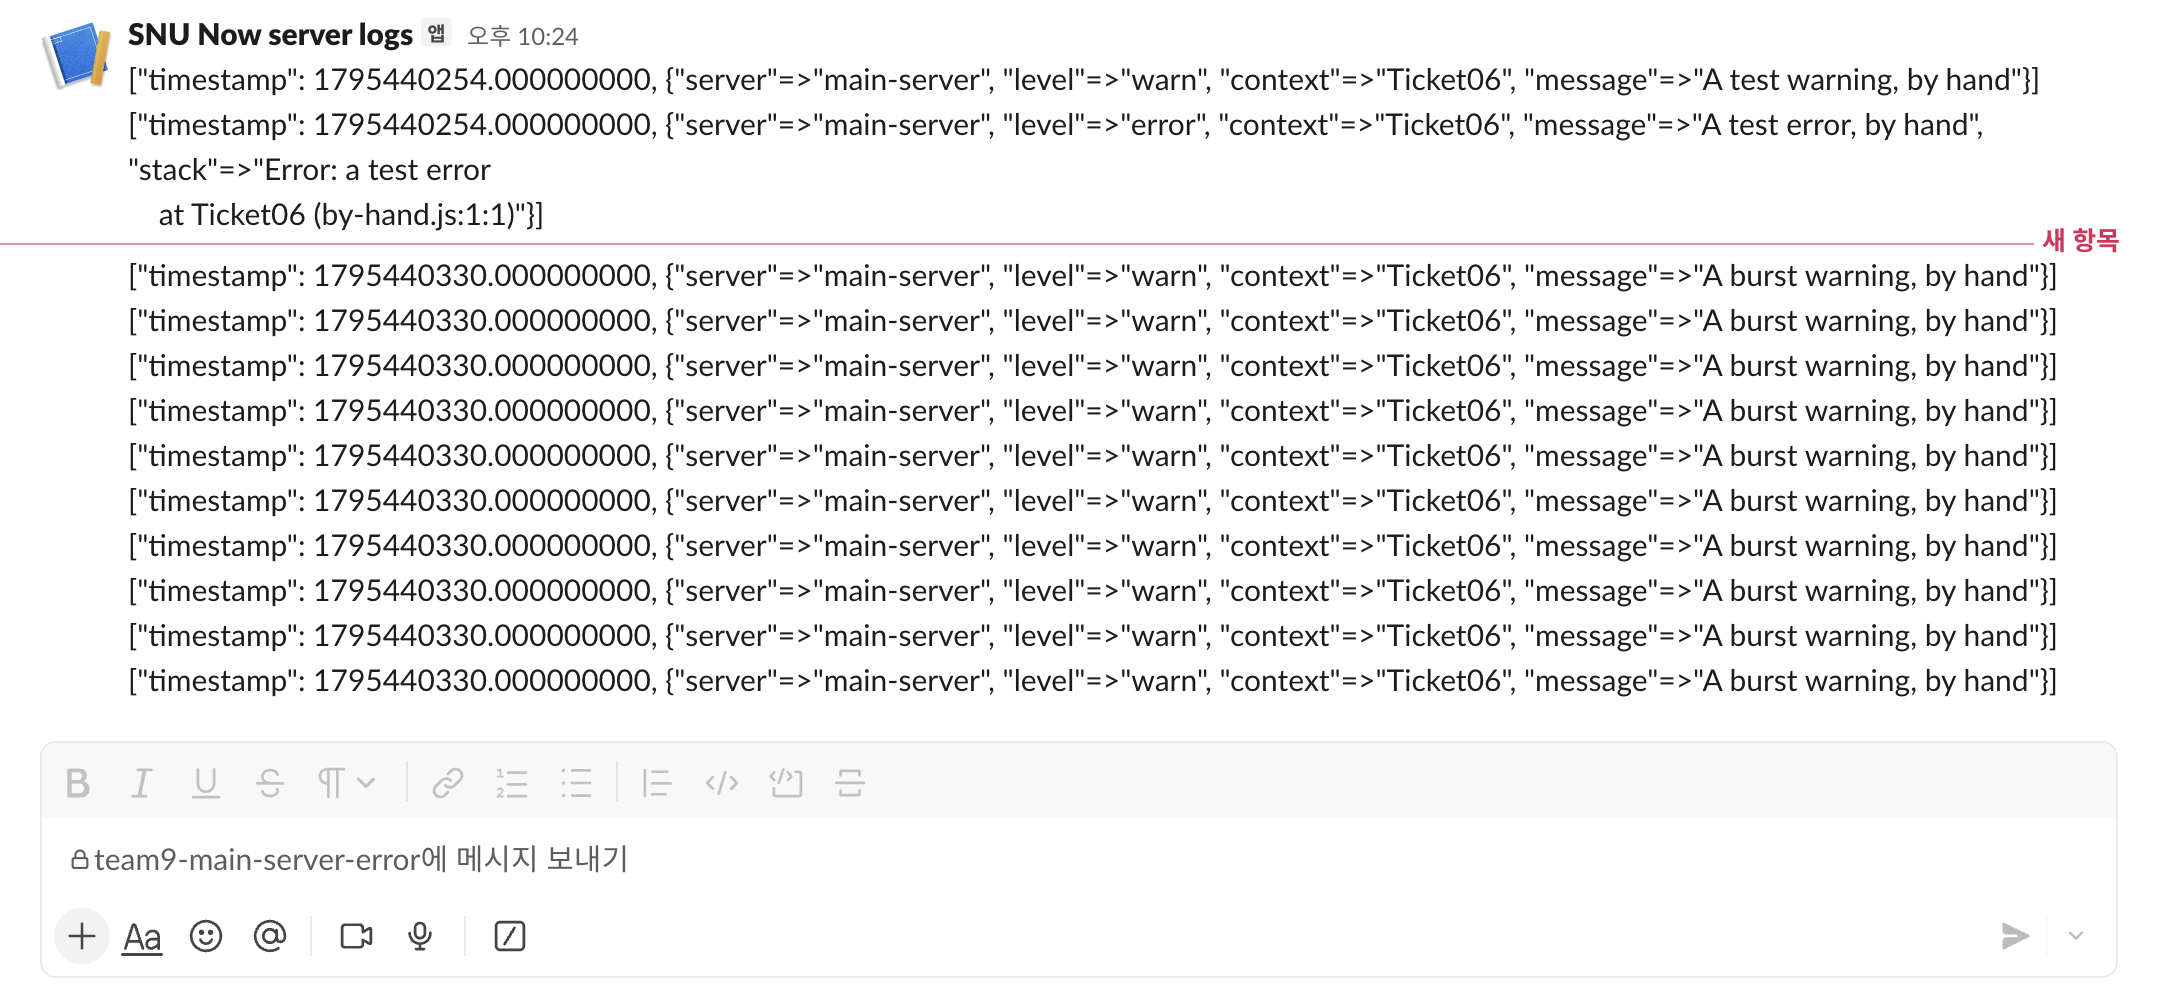 SNU Now server logs 앱 오후 10:24
["timestamp": 1795440254.000000000, {"server"=>"main-server", "level"=>"warn", "context"=>"Ticket06", "message"=>"A test warning, by hand"}]
["timestamp": 1795440254.000000000, {"server"=>"main-server", "level"=>"error", "context"=>"Ticket06", "message"=>"A test error, by hand",
"stack"=>"Error: a test error
    at Ticket06 (by-hand.js:1:1)"}]
새 항목
["timestamp": 1795440330.000000000, {"server"=>"main-server", "level"=>"warn", "context"=>"Ticket06", "message"=>"A burst warning, by hand"}]
["timestamp": 1795440330.000000000, {"server"=>"main-server", "level"=>"warn", "context"=>"Ticket06", "message"=>"A burst warning, by hand"}]
["timestamp": 1795440330.000000000, {"server"=>"main-server", "level"=>"warn", "context"=>"Ticket06", "message"=>"A burst warning, by hand"}]
["timestamp": 1795440330.000000000, {"server"=>"main-server", "level"=>"warn", "context"=>"Ticket06", "message"=>"A burst warning, by hand"}]
["timestamp": 1795440330.000000000, {"server"=>"main-server", "level"=>"warn", "context"=>"Ticket06", "message"=>"A burst warning, by hand"}]
["timestamp": 1795440330.000000000, {"server"=>"main-server", "level"=>"warn", "context"=>"Ticket06", "message"=>"A burst warning, by hand"}]
["timestamp": 1795440330.000000000, {"server"=>"main-server", "level"=>"warn", "context"=>"Ticket06", "message"=>"A burst warning, by hand"}]
["timestamp": 1795440330.000000000, {"server"=>"main-server", "level"=>"warn", "context"=>"Ticket06", "message"=>"A burst warning, by hand"}]
["timestamp": 1795440330.000000000, {"server"=>"main-server", "level"=>"warn", "context"=>"Ticket06", "message"=>"A burst warning, by hand"}]
["timestamp": 1795440330.000000000, {"server"=>"main-server", "level"=>"warn", "context"=>"Ticket06", "message"=>"A burst warning, by hand"}]
team9-main-server-error에 메시지 보내기
Aa